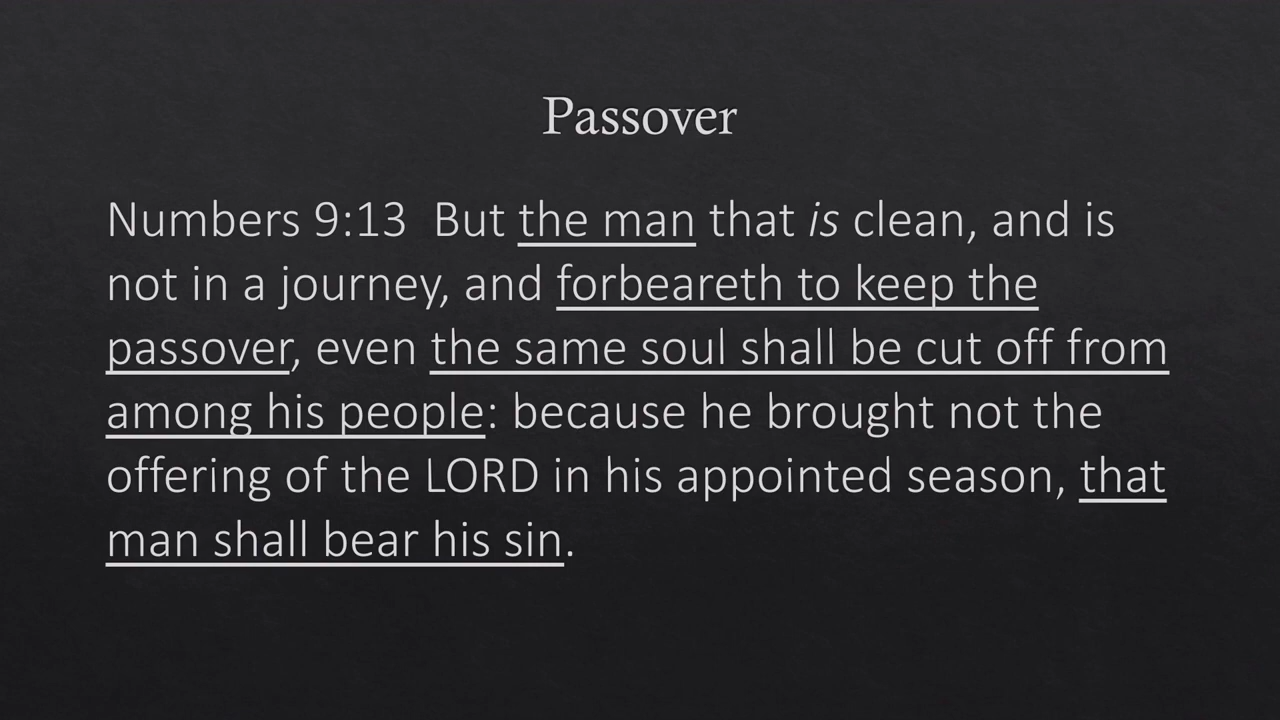 Passover
Numbers 9:13  But the man that is clean, and is
not in a journey, and forbeareth to keep the
passover, even the same soul shall be cut off from
among his people: because he brought not the
offering of the LORD in his appointed season, that
man shall bear his sin.